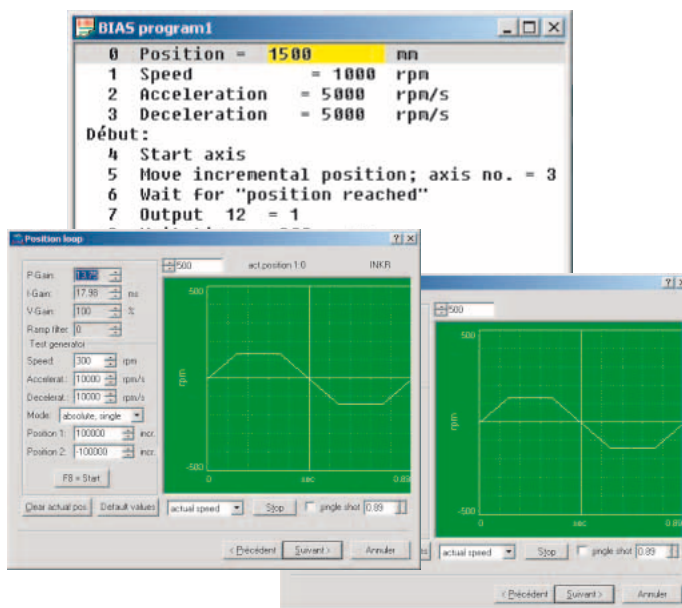 BIAS program1
0 Position = 1500 mm
1 Speed = 1000 rpm
2 Acceleration = 5000 rpm/s
3 Deceleration = 5000 rpm/s
Début:
4 Start axis
5 Move incremental position; axis no. = 3
6 Wait for "position reached"
7 Output 12 = 1
Position loop
500 act.position 1:0 INKR
P-Gain:
I-Gain: 17.98 ms
V-Gain: 100 %
Ramp filter: 0
Test generator
Speed: 300 rpm
Accelerat.: 10000 rpm/s
Decelerat.: 10000 rpm/s
Mode: absolute, single
Position 1: 100000 incr.
Position 2: -100000 incr.
F8 = Start
Clear actual pos. Default values
500
rpm
-500
0 sec 0.89
actual speed Stop single shot 0.89
< Précédent Suivant > Annuler
500
500
rpm
-500
0 sec 0.89
actual speed Stop single shot 0.89
< Précédent Suivant > Annuler